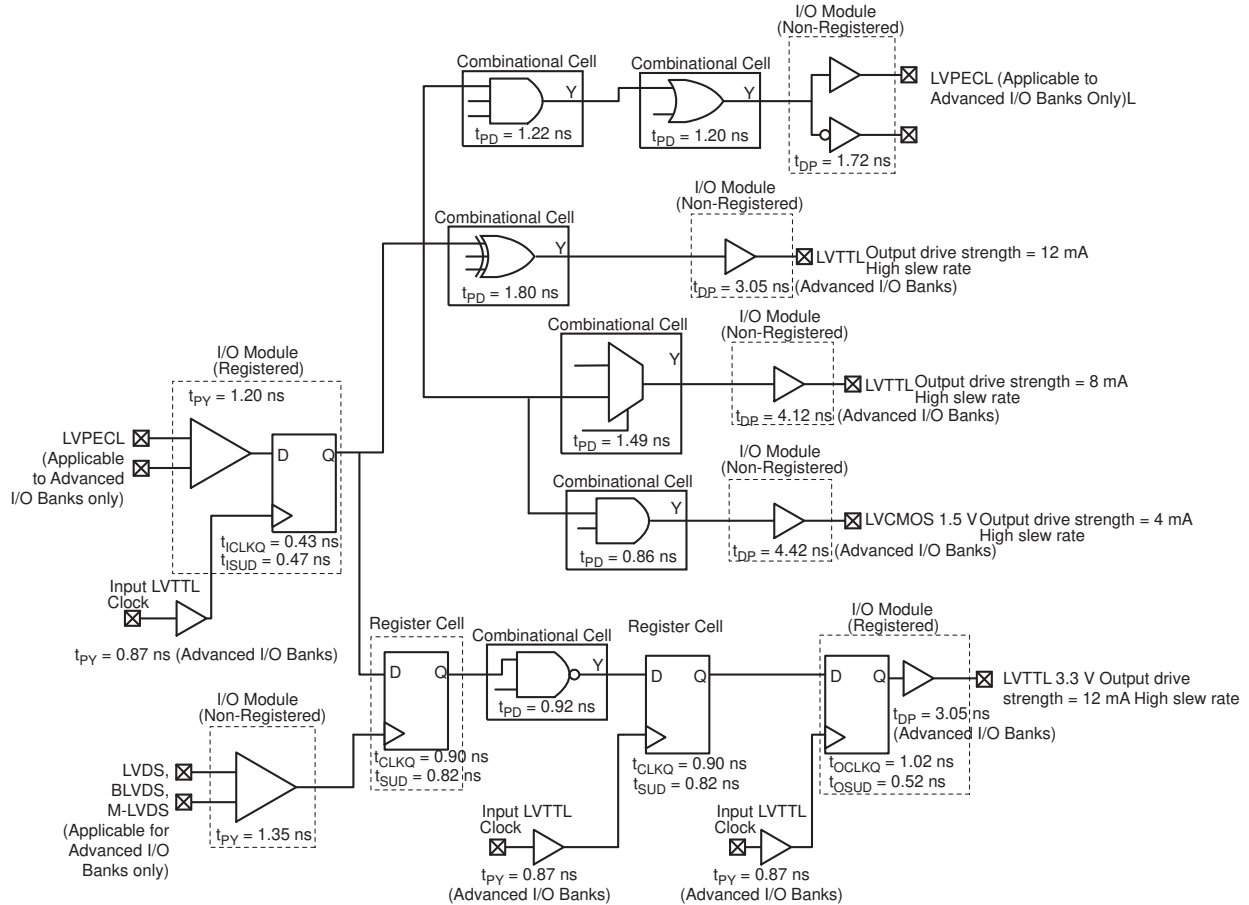 I/O Module
(Non-Registered)
Combinational Cell
Y
tPD = 1.22 ns
Combinational Cell
Y
tPD = 1.20 ns
tDP = 1.72 ns
LVPECL (Applicable to
Advanced I/O Banks Only)L
I/O Module
(Non-Registered)
Combinational Cell
Y
tPD = 1.80 ns
tDP = 3.05 ns (Advanced I/O Banks)
LVTTL Output drive strength = 12 mA
High slew rate
I/O Module
(Non-Registered)
Combinational Cell
Y
tPD = 1.49 ns
tDP = 4.12 ns (Advanced I/O Banks)
LVTTL Output drive strength = 8 mA
High slew rate
I/O Module
(Non-Registered)
Combinational Cell
Y
tPD = 0.86 ns
tDP = 4.42 ns (Advanced I/O Banks)
LVCMOS 1.5 V Output drive strength = 4 mA
High slew rate
I/O Module
(Registered)
tPY = 1.20 ns
LVPECL
(Applicable
to Advanced
I/O Banks only)
D
Q
tICLKQ = 0.43 ns
tISUD = 0.47 ns
Input LVTTL
Clock
tPY = 0.87 ns (Advanced I/O Banks)
I/O Module
(Non-Registered)
LVDS,
BLVDS,
M-LVDS
(Applicable for
Advanced I/O
Banks only)
tPY = 1.35 ns
Register Cell
D
Q
tCLKQ = 0.90 ns
tSUD = 0.82 ns
Combinational Cell
Y
tPD = 0.92 ns
Register Cell
D
Q
tCLKQ = 0.90 ns
tSUD = 0.82 ns
Input LVTTL
Clock
tPY = 0.87 ns
(Advanced I/O Banks)
I/O Module
(Registered)
D
Q
tDP = 3.05 ns
(Advanced I/O Banks)
tOCLKQ = 1.02 ns
tOSUD = 0.52 ns
LVTTL 3.3 V Output drive
strength = 12 mA High slew rate
Input LVTTL
Clock
tPY = 0.87 ns
(Advanced I/O Banks)